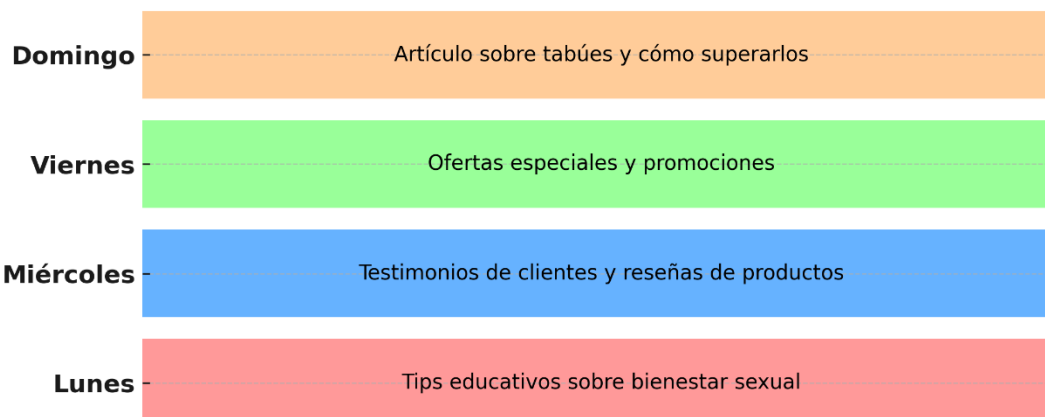 Domingo Artículo sobre tabúes y cómo superarlos
Viernes Ofertas especiales y promociones
Miércoles Testimonios de clientes y reseñas de productos
Lunes Tips educativos sobre bienestar sexual